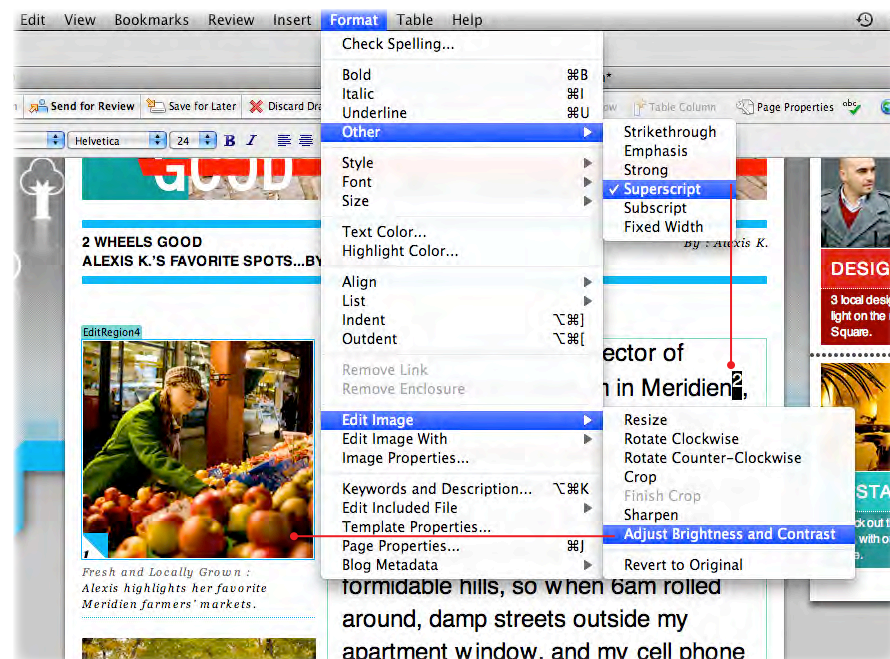 Edit View Bookmarks Review Insert Format Table Help
Send for Review Save for Later Discard Table Column Page Properties abc
Helvetica 24 B I
GOOD
2 WHEELS GOOD
ALEXIS K.'S FAVORITE SPOTS...BY
By : Alexis K.
EditRegion4
1
Fresh and Locally Grown :
Alexis highlights her favorite
Meridien farmers' markets.
Check Spelling...
Bold ⌘B
Italic ⌘I
Underline ⌘U
Other
Style
Font
Size
Text Color...
Highlight Color...
Align
List
Indent ⌥⌘]
Outdent ⌥⌘[
Remove Link
Remove Enclosure
Edit Image
Edit Image With
Image Properties...
Keywords and Description... ⌥⌘K
Edit Included File
Template Properties...
Page Properties... ⌘J
Blog Metadata
Strikethrough
Emphasis
Strong
✓ Superscript
Subscript
Fixed Width
ector of
in Meridien2,
Resize
Rotate Clockwise
Rotate Counter-Clockwise
Crop
Finish Crop
Sharpen
Adjust Brightness and Contrast
Revert to Original
formidable hills, so when 6am rolled
around, damp streets outside my
apartment window, and my cell phone
DESIG
3 local desig
light on the
Square.
STA
ck out t
with o